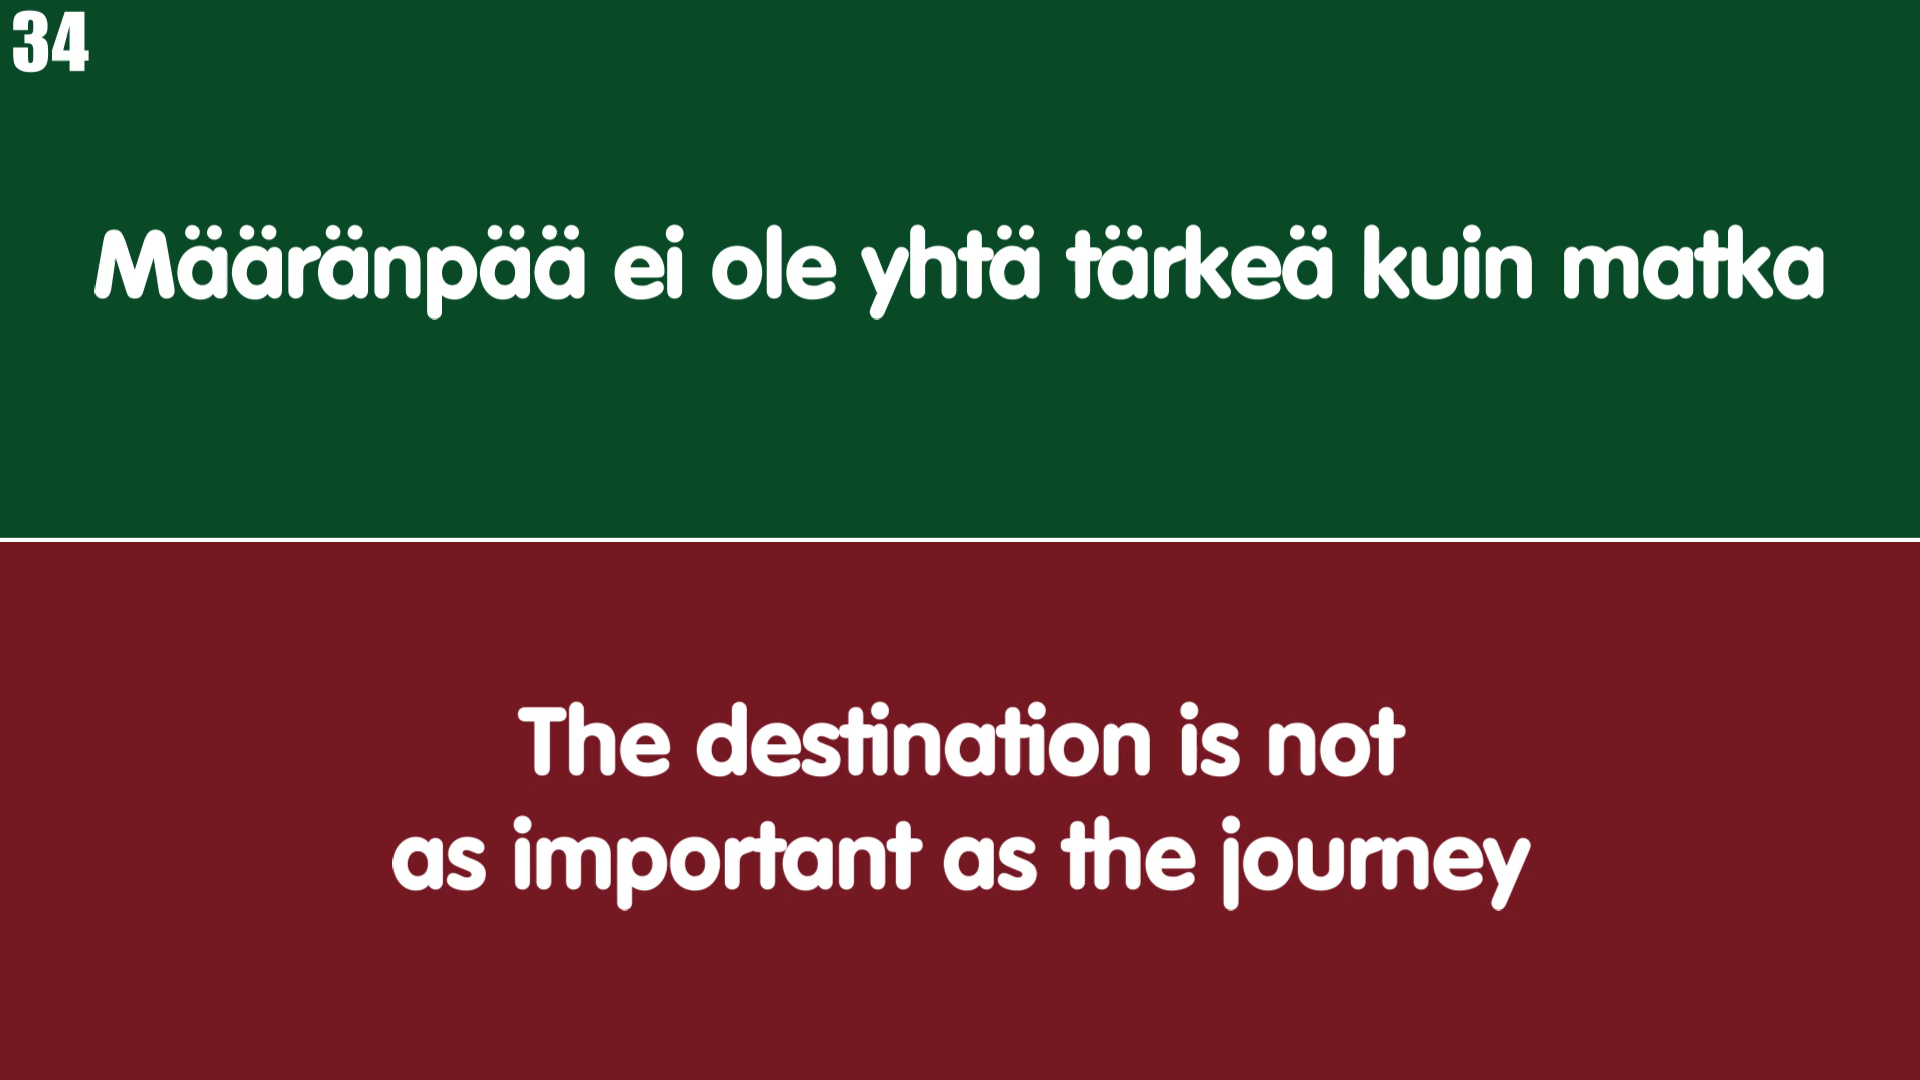 34
Määränpää ei ole yhtä tärkeä kuin matka
The destination is not
as important as the journey